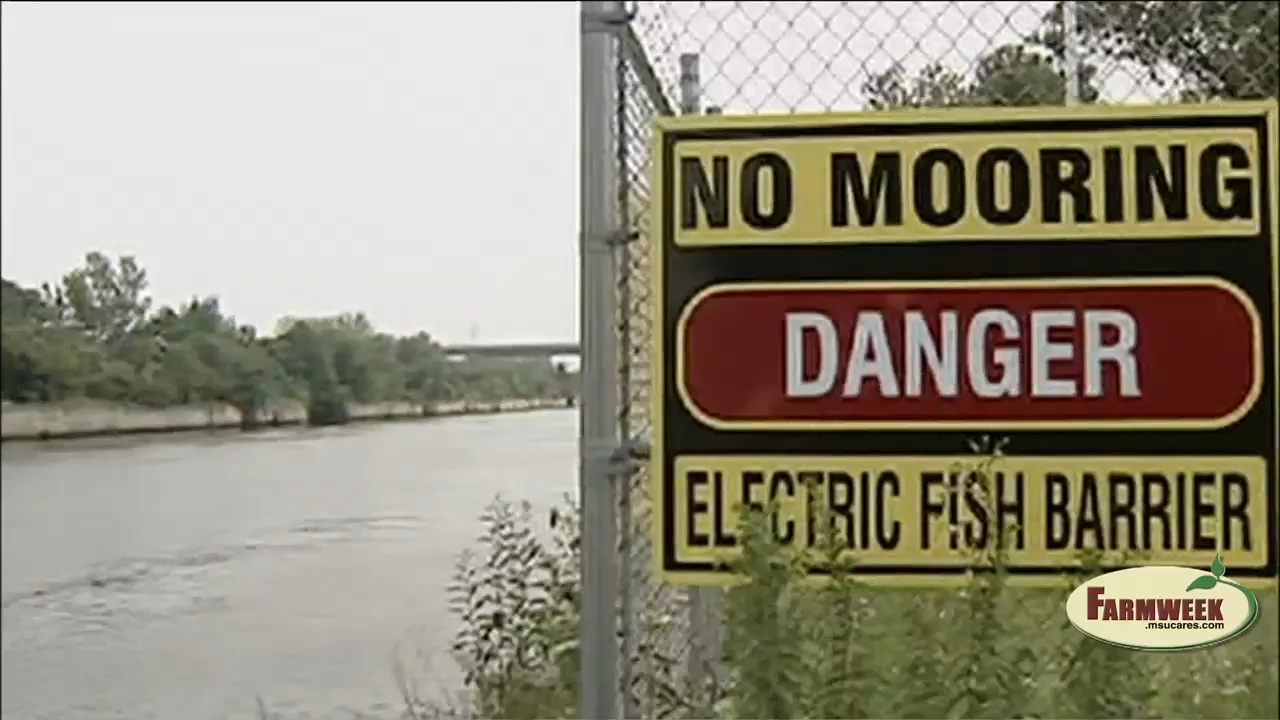 NO MOORING
DANGER
ELECTRIC FISH BARRIER
FARMWEEK
.msucares.com